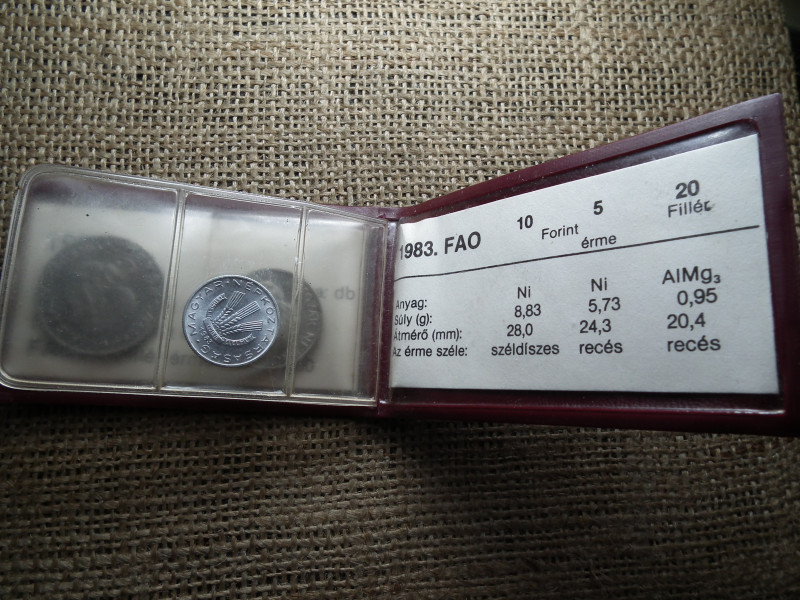 MAGYAR · NÉPKÖZTÁRSASÁG
1983. FAO 10 5 20
Forint Fillér
érme
Anyag: Ni Ni AlMg₃
Súly (g): 8,83 5,73 0,95
Átmérő (mm): 28,0 24,3 20,4
Az érme széle: széldíszes recés recés